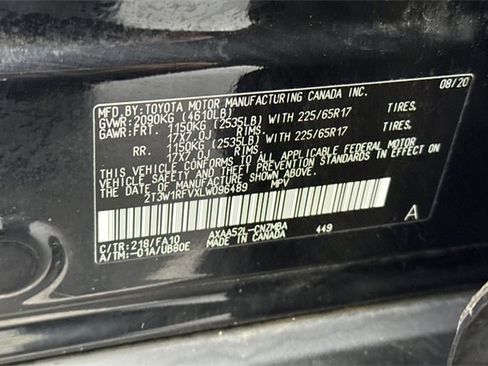 MFD.BY:TOYOTA MOTOR MANUFACTURING CANADA INC. 08/20
GVWR:2090KG (4610LB)
GAWR:FRT. 1150KG (2535LB) WITH 225/65R17 TIRES.
17X7.0J RIMS.
RR. 1150KG (2535LB) WITH 225/65R17 TIRES.
17X7.0J RIMS.
THIS VEHICLE CONFORMS TO ALL APPLICABLE FEDERAL MOTOR
VEHICLE SAFETY AND THEFT PREVENTION STANDARDS IN EFFECT ON
THE DATE OF MANUFACTURE SHOWN ABOVE.
2T3W1RFVXLW096489 MPV
A
C/TR:218/FA10 AXAA52L-CNZMBA 449
A/TM:-01A/UB80E MADE IN CANADA